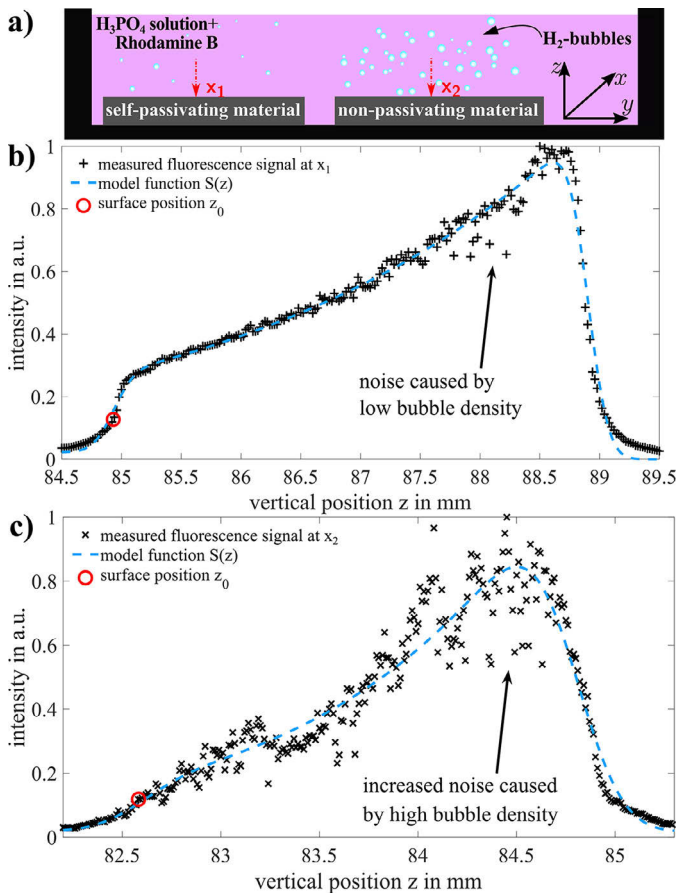 a)
H₃PO₄ solution+
Rhodamine B
H₂-bubbles
x₁
x₂
z
x
y
self-passivating material
non-passivating material
b)
intensity in a.u.
1
0.8
0.6
0.4
0.2
0
+ measured fluorescence signal at x₁
model function S(z)
surface position z₀
noise caused by
low bubble density
84.5 85 85.5 86 86.5 87 87.5 88 88.5 89 89.5
vertical position z in mm
c)
intensity in a.u.
1
0.8
0.6
0.4
0.2
0
× measured fluorescence signal at x₂
model function S(z)
surface position z₀
increased noise caused
by high bubble density
82.5 83 83.5 84 84.5 85
vertical position z in mm